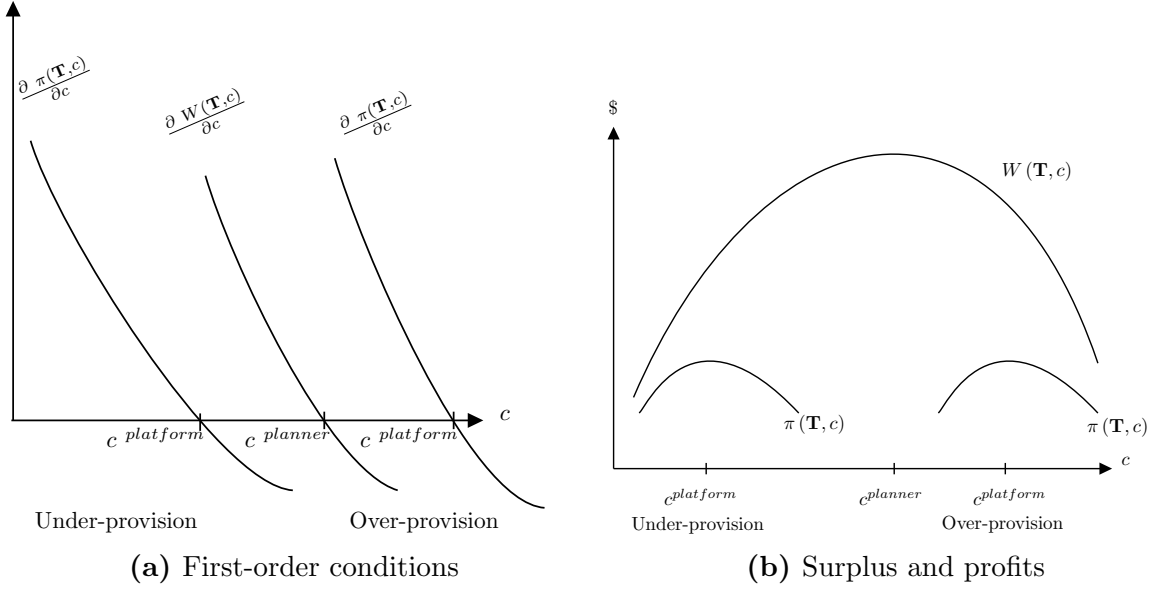 ∂ π(T,c)
∂c
∂ W(T,c)
∂c
∂ π(T,c)
∂c
c
c platform
c planner
c platform
Under-provision
Over-provision
(a) First-order conditions
$
W (T, c)
π (T, c)
π (T, c)
c
c platform
c planner
c platform
Under-provision
Over-provision
(b) Surplus and profits